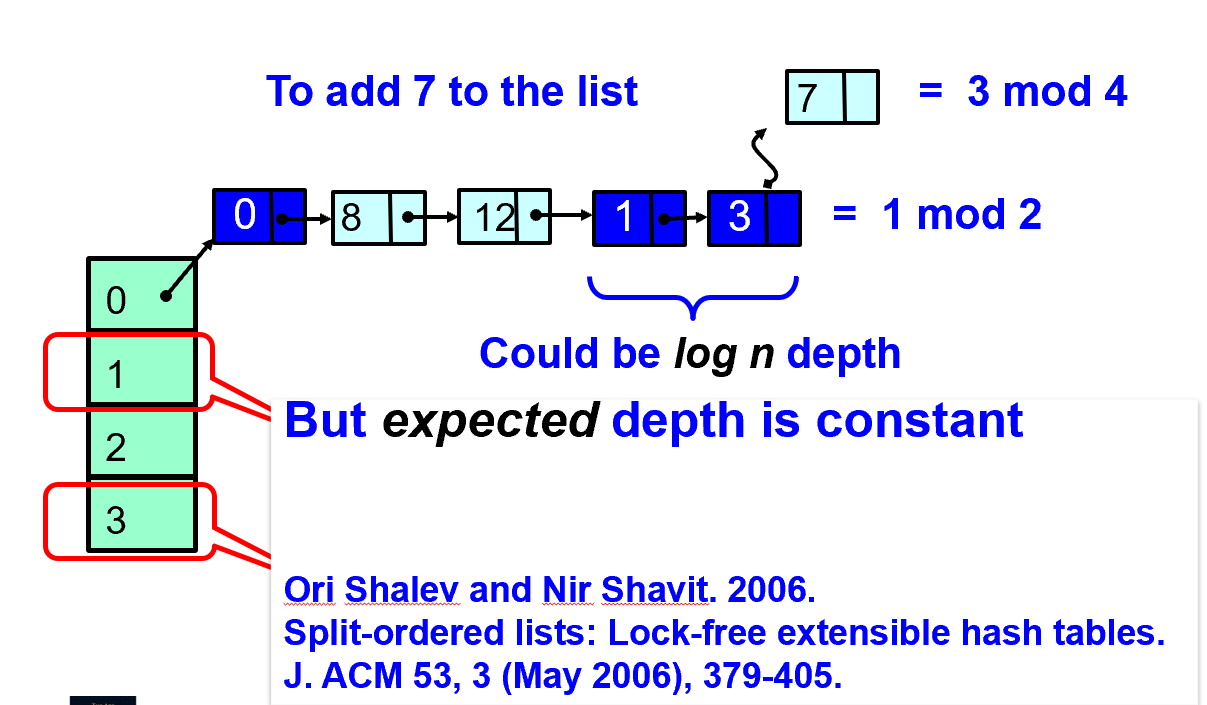 To add 7 to the list
7
= 3 mod 4
0 8 12 1 3
= 1 mod 2
0
1
2
3
Could be log n depth
But expected depth is constant
Ori Shalev and Nir Shavit. 2006.
Split-ordered lists: Lock-free extensible hash tables.
J. ACM 53, 3 (May 2006), 379-405.